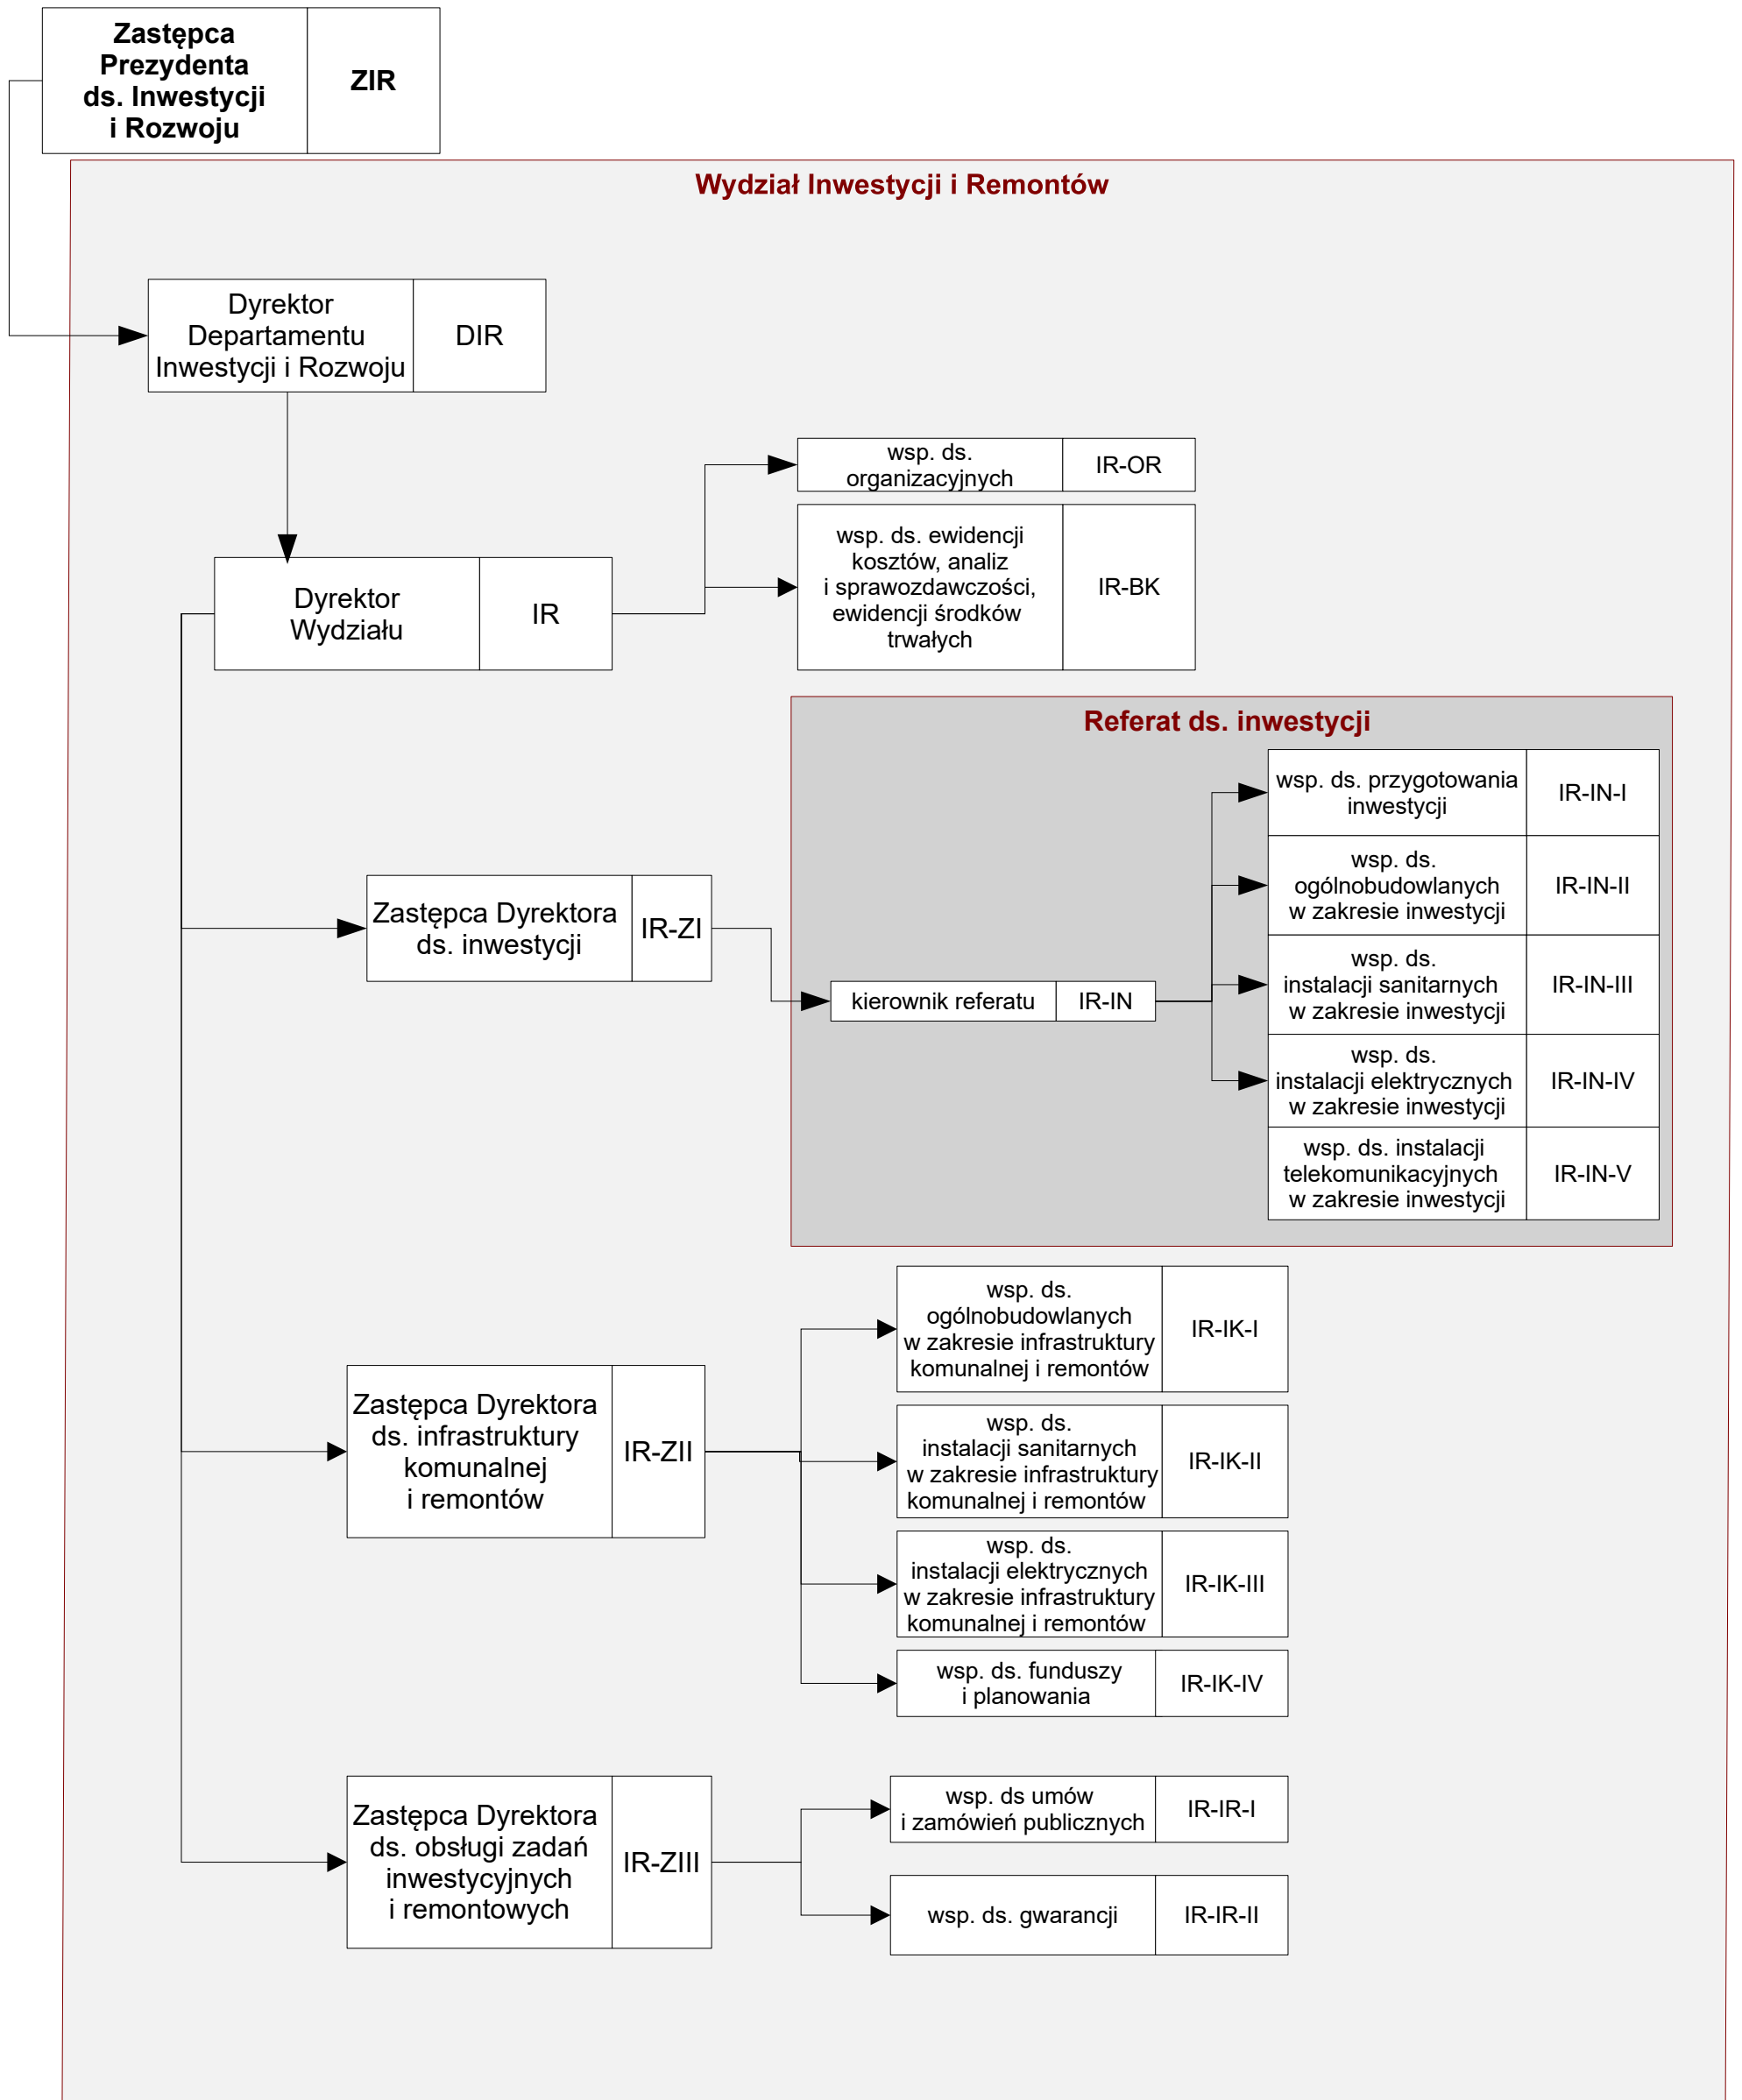 Zastępca
Prezydenta
ds. Inwestycji
i Rozwoju
ZIR
Wydział Inwestycji i Remontów
Dyrektor
Departamentu
Inwestycji i Rozwoju
DIR
Dyrektor
Wydziału
IR
wsp. ds.
organizacyjnych
IR-OR
wsp. ds. ewidencji
kosztów, analiz
i sprawozdawczości,
ewidencji środków
trwałych
IR-BK
Zastępca Dyrektora
ds. inwestycji
IR-ZI
Referat ds. inwestycji
kierownik referatu
IR-IN
wsp. ds. przygotowania
inwestycji
IR-IN-I
wsp. ds.
ogólnobudowlanych
w zakresie inwestycji
IR-IN-II
wsp. ds.
instalacji sanitarnych
w zakresie inwestycji
IR-IN-III
wsp. ds.
instalacji elektrycznych
w zakresie inwestycji
IR-IN-IV
wsp. ds. instalacji
telekomunikacyjnych
w zakresie inwestycji
IR-IN-V
Zastępca Dyrektora
ds. infrastruktury
komunalnej
i remontów
IR-ZII
wsp. ds.
ogólnobudowlanych
w zakresie infrastruktury
komunalnej i remontów
IR-IK-I
wsp. ds.
instalacji sanitarnych
w zakresie infrastruktury
komunalnej i remontów
IR-IK-II
wsp. ds.
instalacji elektrycznych
w zakresie infrastruktury
komunalnej i remontów
IR-IK-III
wsp. ds. funduszy
i planowania
IR-IK-IV
Zastępca Dyrektora
ds. obsługi zadań
inwestycyjnych
i remontowych
IR-ZIII
wsp. ds umów
i zamówień publicznych
IR-IR-I
wsp. ds. gwarancji
IR-IR-II